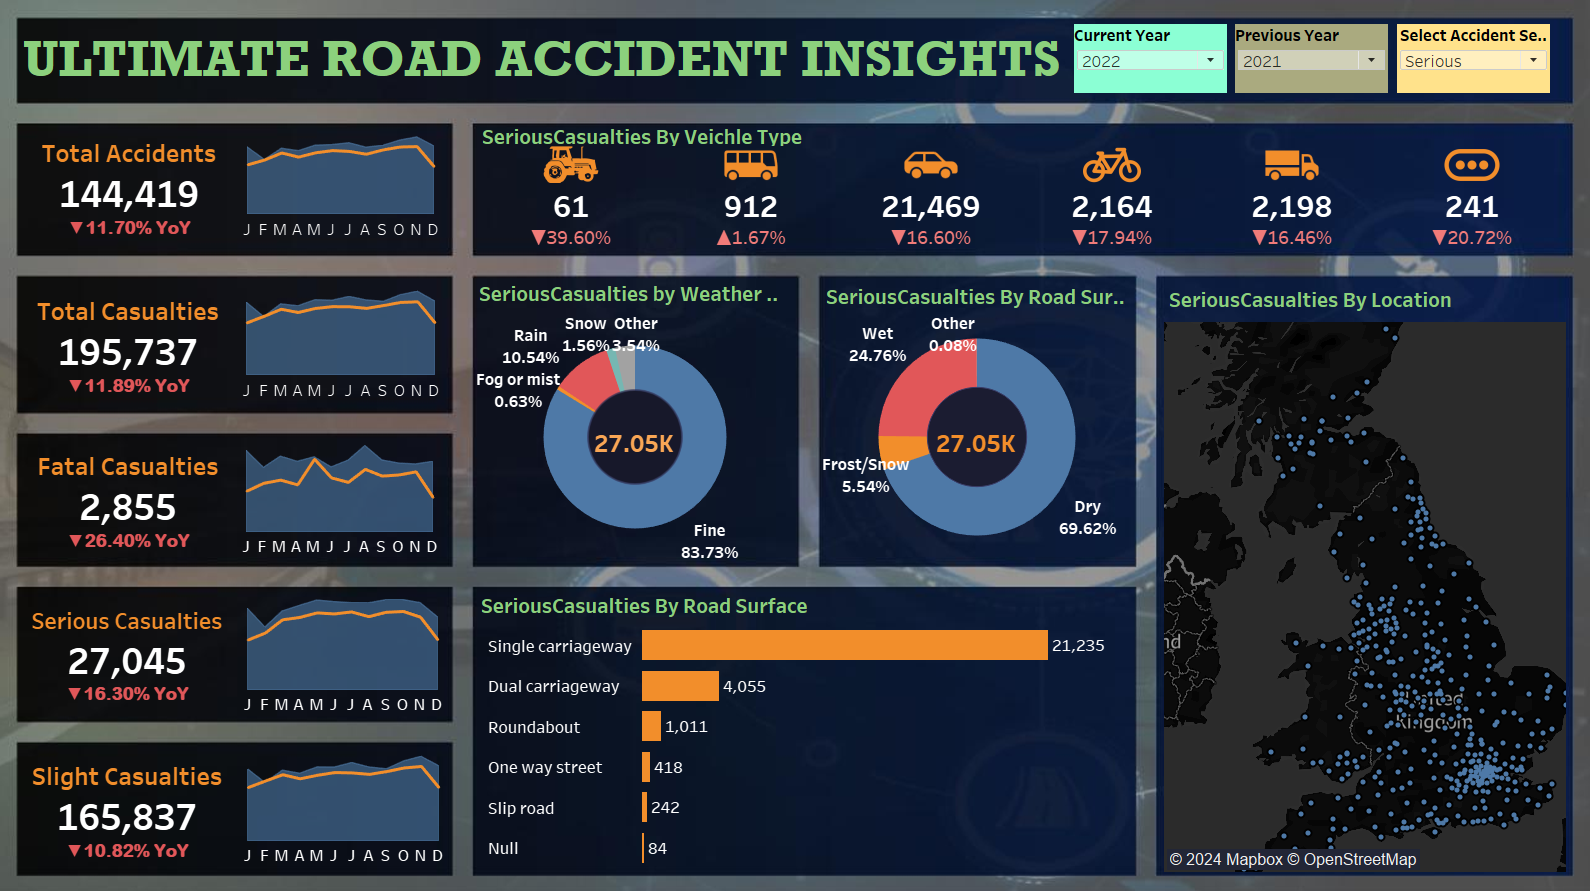 ULTIMATE ROAD ACCIDENT INSIGHTS
Current Year
2022
Previous Year
2021
Select Accident Se..
Serious
Total Accidents
144,419
▼11.70% YoY
J F M A M J J A S O N D
Total Casualties
195,737
▼11.89% YoY
J F M A M J J A S O N D
Fatal Casualties
2,855
▼26.40% YoY
J F M A M J J A S O N D
Serious Casualties
27,045
▼16.30% YoY
J F M A M J J A S O N D
Slight Casualties
165,837
▼10.82% YoY
J F M A M J J A S O N D
SeriousCasualties By Veichle Type
61
▼39.60%
912
▲1.67%
21,469
▼16.60%
2,164
▼17.94%
2,198
▼16.46%
241
▼20.72%
SeriousCasualties by Weather ..
Snow
1.56%
Other
3.54%
Rain
10.54%
Fog or mist
0.63%
27.05K
Fine
83.73%
SeriousCasualties By Road Sur..
Other
0.08%
Wet
24.76%
27.05K
Frost/Snow
5.54%
Dry
69.62%
SeriousCasualties By Road Surface
Single carriageway 21,235
Dual carriageway 4,055
Roundabout 1,011
One way street 418
Slip road 242
Null 84
SeriousCasualties By Location
nd
United
Kingdom
© 2024 Mapbox © OpenStreetMap